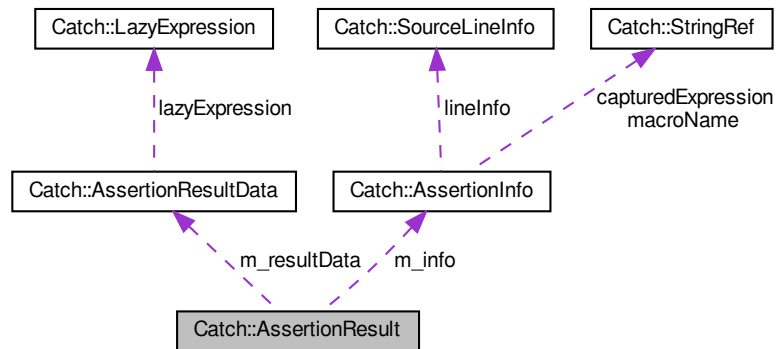 Catch::LazyExpression
Catch::SourceLineInfo
Catch::StringRef
lazyExpression
lineInfo
capturedExpression
macroName
Catch::AssertionResultData
Catch::AssertionInfo
m_resultData
m_info
Catch::AssertionResult